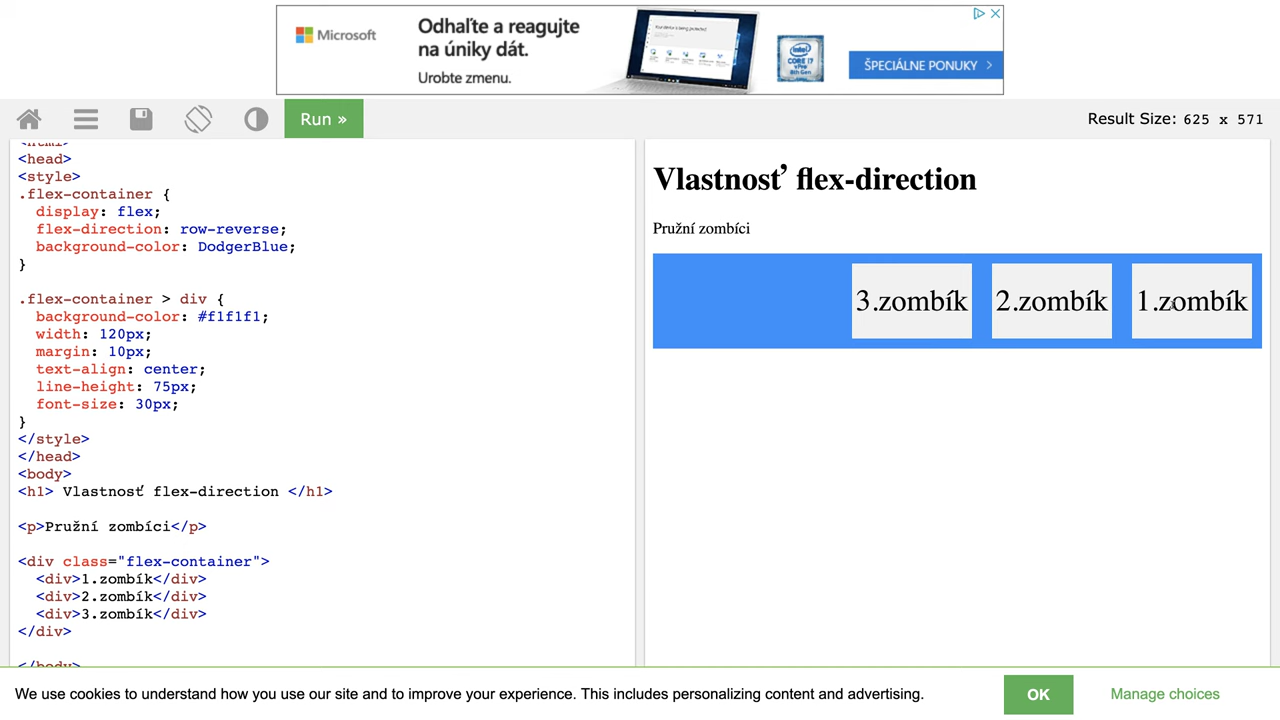 Microsoft
Odhaľte a reagujte
na úniky dát.
Urobte zmenu.
ŠPECIÁLNE PONUKY
Run »
Result Size: 625 x 571
<html>
<head>
<style>
.flex-container {
display: flex;
flex-direction: row-reverse;
background-color: DodgerBlue;
}
.flex-container > div {
background-color: #f1f1f1;
width: 120px;
margin: 10px;
text-align: center;
line-height: 75px;
font-size: 30px;
}
</style>
</head>
<body>
<h1> Vlastnosť flex-direction </h1>
<p>Pružní zombíci</p>
<div class="flex-container">
<div>1.zombík</div>
<div>2.zombík</div>
<div>3.zombík</div>
</div>
</body>
Vlastnosť flex-direction
Pružní zombíci
3.zombík 2.zombík 1.zombík
We use cookies to understand how you use our site and to improve your experience. This includes personalizing content and advertising.
OK
Manage choices